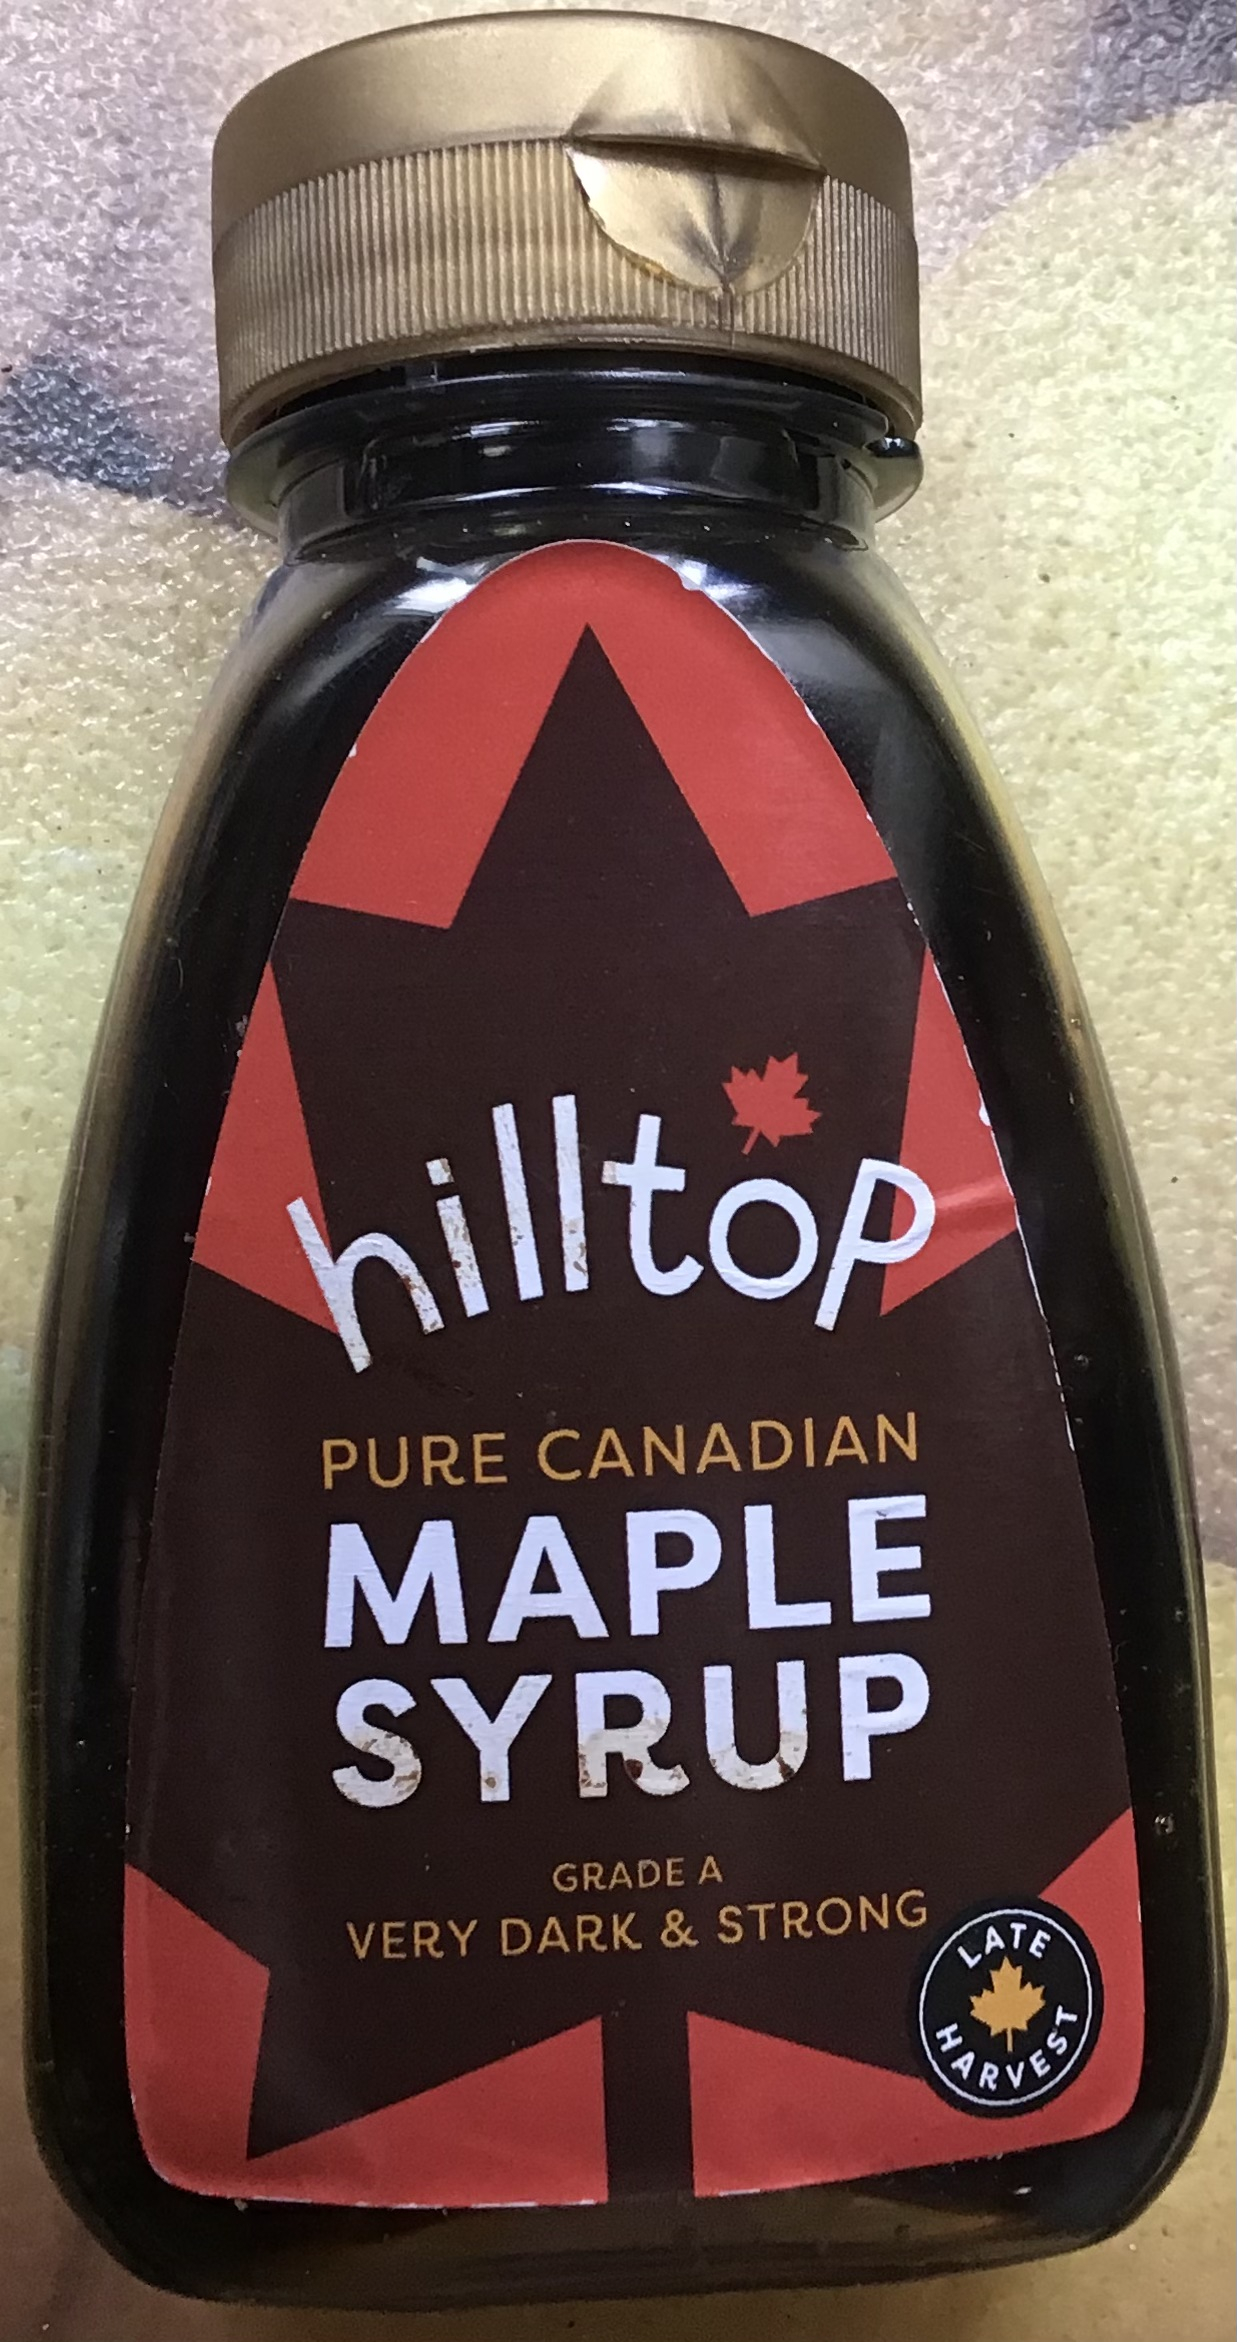 hilltop
PURE CANADIAN
MAPLE
SYRUP
GRADE A
VERY DARK & STRONG
LATE
HARVEST